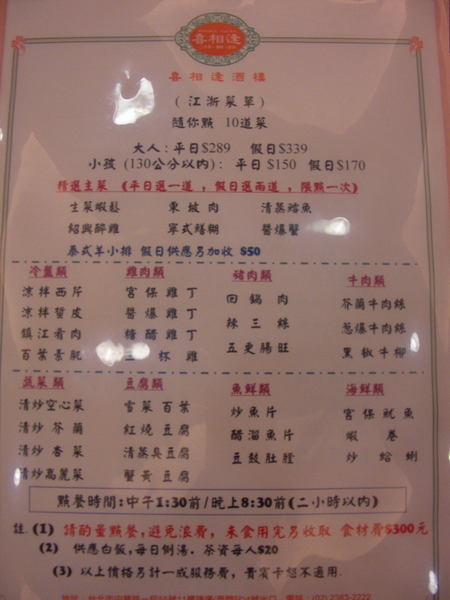 喜相逢
喜相逢酒樓
(江浙菜單)
隨你點 10道菜
大人：平日$289 假日$339
小孩 (130公分以內)： 平日 $150 假日$170
精選主菜 (平日選一道，假日選兩道，限點一次)
生菜蝦鬆 東坡肉 清蒸鱈魚
紹興醉雞 寧式鱔糊 醬爆蟹
泰式羊小排 假日供應另加收 $50
冷盤類 雞肉類 豬肉類 牛肉類
涼拌西芹 宮保雞丁 回鍋肉 芥蘭牛肉絲
涼拌蜇皮 醬爆雞丁 辣三絲 蔥爆牛肉絲
鎮江肴肉 糖醋雞丁 五更腸旺 黑椒牛柳
百葉素 三杯雞
蔬菜類 豆腐類 魚鮮類 海鮮類
清炒空心菜 雪菜百葉 炒魚片 宮保魷魚
清炒芥蘭 紅燒豆腐 醋溜魚片 蝦卷
清炒杏菜 清蒸臭豆腐 豆豉肚膛 炒蛤蜊
清炒高麗菜 蟹黃豆腐
點餐時間：中午1:30前/晚上8:30前(二小時以內)
註.(1) 請酌量點餐，避免浪費，未食用完另收取 食材費$300元
(2) 供應白飯，每日例湯．茶資每人$20
(3) 以上價格另計一成服務費，貴賓卡恕不適用．